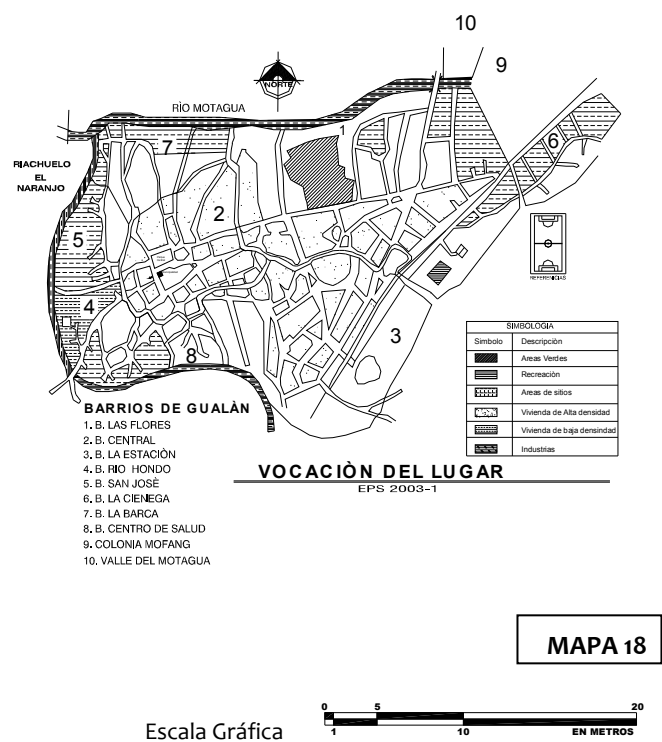 10
9
NORTE
RÌO MOTAGUA
1
6
7
RIACHUELO
EL
NARANJO
2
5
REFERENCIAS
4
3
8
SIMBOLOGIA
Simbolo Descripciòn
Areas Verdes
Recreaciòn
Areas de sitios
Vivienda de Alta densidad
Vivienda de baja densindad
Industrias
BARRIOS DE GUALÀN
1. B. LAS FLORES
2. B. CENTRAL
3. B. LA ESTACIÒN
4. B. RIO HONDO
5. B. SAN JOSÈ
6. B. LA CIENEGA
7. B. LA BARCA
8. B. CENTRO DE SALUD
9. COLONIA MOFANG
10. VALLE DEL MOTAGUA
VOCACIÒN DEL LUGAR
EPS 2003-1
MAPA 18
Escala Gráfica
0 5 20
1 10 EN METROS